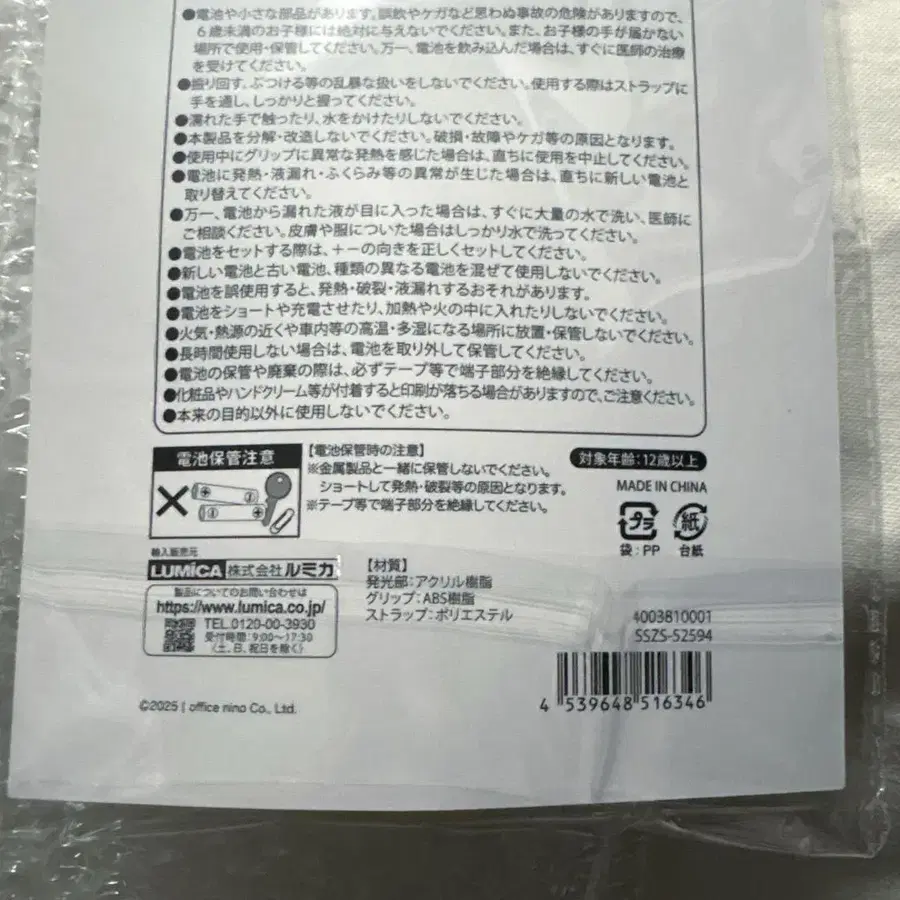 ●電池や小さな部品があります。誤飲やケガなど思わぬ事故の危険がありますので、
６歳未満のお子様には絶対に与えないでください。また、お子様の手が届かない
場所で使用・保管してください。万一、電池を飲み込んだ場合は、すぐに医師の治療
を受けてください。
●振り回す、ぶつける等の乱暴な扱いをしないでください。使用する際はストラップに
手を通し、しっかりと握ってください。
●濡れた手で触ったり、水をかけたりしないでください。
●本製品を分解・改造しないでください。破損・故障やケガ等の原因となります。
●使用中にグリップに異常な発熱を感じた場合は、直ちに使用を中止してください。
●電池に発熱・液漏れ・ふくらみ等の異常が生じた場合は、直ちに新しい電池と
取り替えてください。
●万一、電池から漏れた液が目に入った場合は、すぐに大量の水で洗い、医師に
ご相談ください。皮膚や服についた場合はしっかり水で洗ってください。
●電池をセットする際は、＋－の向きを正しくセットしてください。
●新しい電池と古い電池、種類の異なる電池を混ぜて使用しないでください。
●電池を誤使用すると、発熱・破裂・液漏れするおそれがあります。
●電池をショートや充電させたり、加熱や火の中に入れたりしないでください。
●火気・熱源の近くや車内等の高温・多湿になる場所に放置・保管しないでください。
●長時間使用しない場合は、電池を取り外して保管してください。
●電池の保管や廃棄の際は、必ずテープ等で端子部分を絶縁してください。
●化粧品やハンドクリーム等が付着すると印刷が落ちる場合がありますので、ご注意ください。
●本来の目的以外に使用しないでください。
電池保管注意
【電池保管時の注意】
※金属製品と一緒に保管しないでください。
ショートして発熱・破裂等の原因となります。
※テープ等で端子部分を絶縁してください。
対象年齢：12歳以上
MADE IN CHINA
プラ
紙
袋：PP
台紙
輸入販売元
LUMICA 株式会社ルミカ
製品についてのお問い合わせは
https://www.lumica.co.jp/
TEL.0120-00-3930
受付時間：9:00〜17:30
〈土、日、祝日を除く〉
【材質】
発光部：アクリル樹脂
グリップ：ABS樹脂
ストラップ：ポリエステル
4003810001
SSZS-52594
4 539648 516346
©2025 [ office nino Co., Ltd.